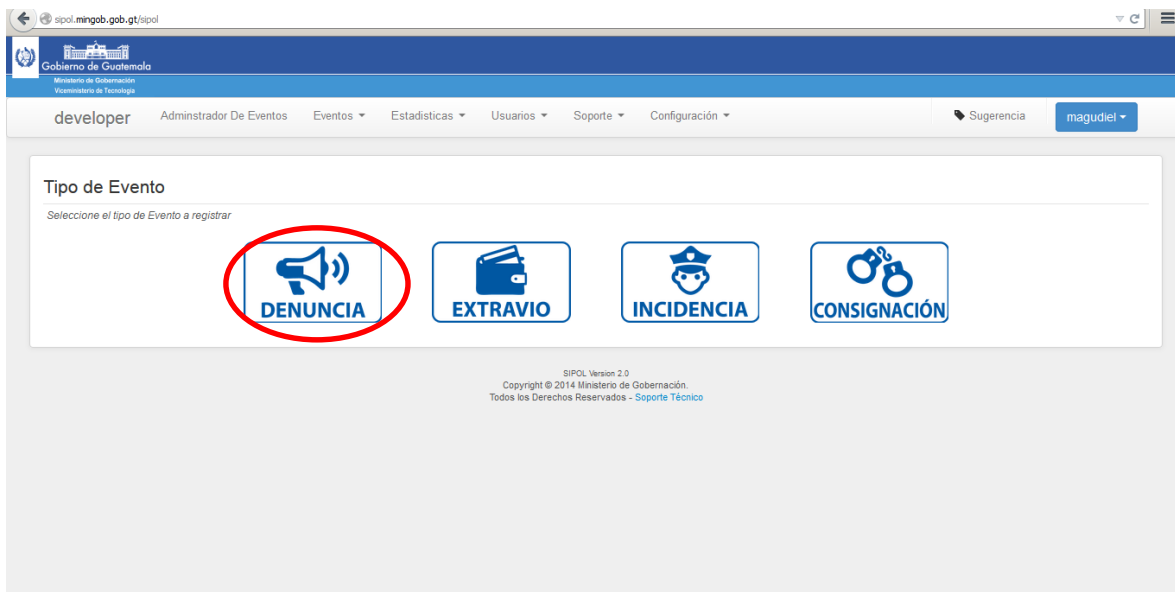 sipol.mingob.gob.gt/sipol
Gobierno de Guatemala
Ministerio de Gobernación
Viceministerio de Tecnología
developer Adminstrador De Eventos Eventos Estadisticas Usuarios Soporte Configuración Sugerencia magudiel
Tipo de Evento
Seleccione el tipo de Evento a registrar
DENUNCIA EXTRAVIO INCIDENCIA CONSIGNACIÓN
SIPOL Version 2.0
Copyright © 2014 Ministerio de Gobernación.
Todos los Derechos Reservados - Soporte Técnico